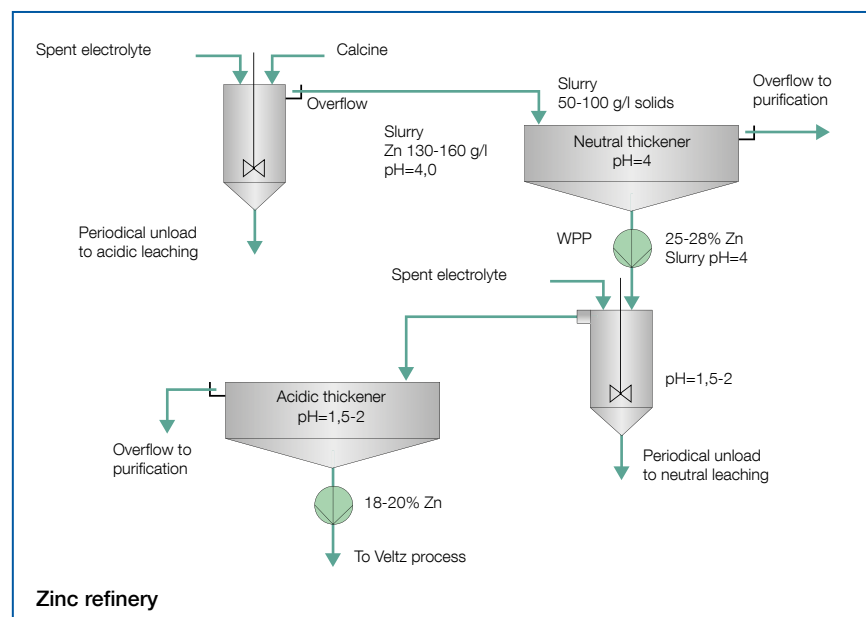 Spent electrolyte
Calcine
Overflow
Slurry
50-100 g/l solids
Overflow to
purification
Slurry
Zn 130-160 g/l
pH=4,0
Neutral thickener
pH=4
Periodical unload
to acidic leaching
WPP
25-28% Zn
Slurry pH=4
Spent electrolyte
pH=1,5-2
Acidic thickener
pH=1,5-2
Overflow to
purification
Periodical unload
to neutral leaching
18-20% Zn
To Veltz process
Zinc refinery